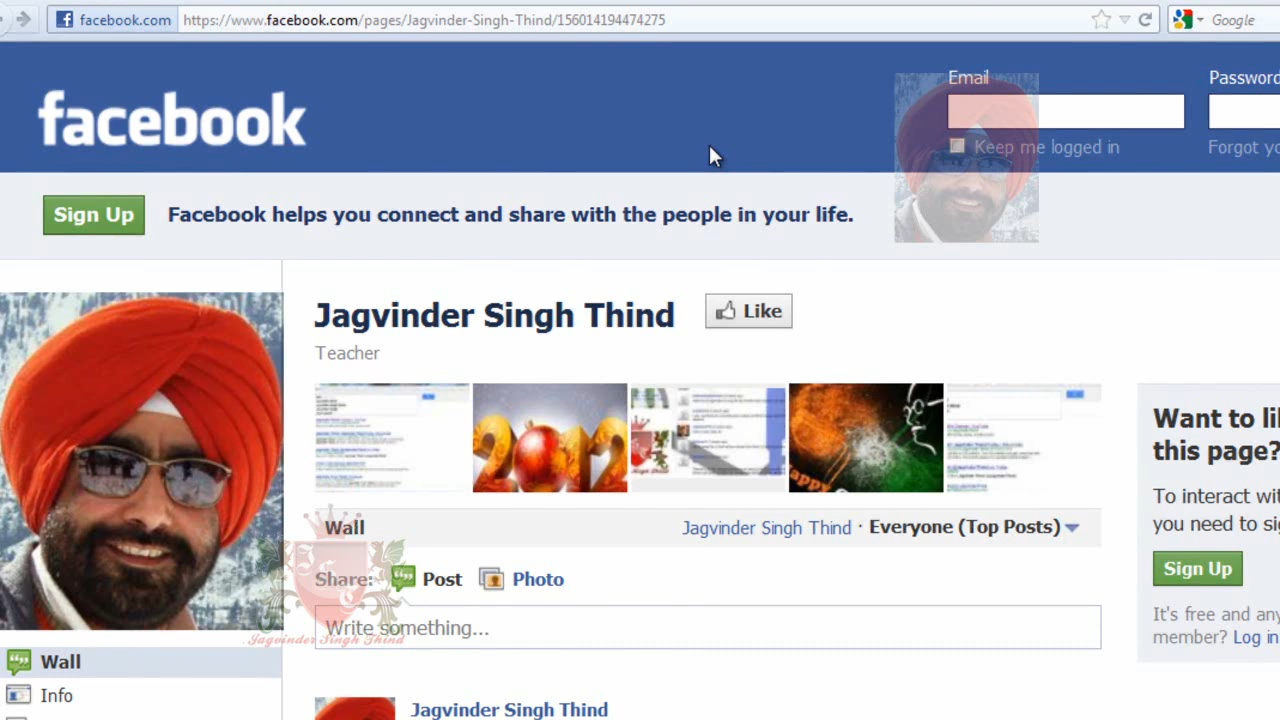 facebook.com https://www.facebook.com/pages/Jagvinder-Singh-Thind/156014194474275 Google
Email Password
facebook
Keep me logged in Forgot yo
Sign Up Facebook helps you connect and share with the people in your life.
Jagvinder Singh Thind Like
Teacher
2012
Happy
Want to li
this page?
To interact wit
you need to sig
Sign Up
It's free and any
member? Log in
Wall Jagvinder Singh Thind · Everyone (Top Posts)
Share: Post Photo
Write something...
Jagvinder Singh Thind
Wall
Info
Jagvinder Singh Thind